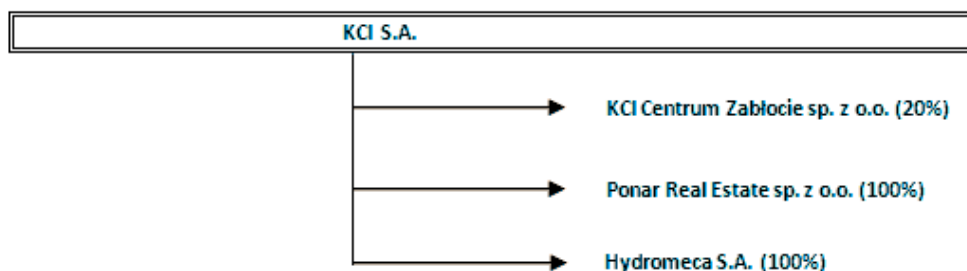 KCI S.A.
KCI Centrum Zabłocie sp. z o.o. (20%)
Ponar Real Estate sp. z o.o. (100%)
Hydromeca S.A. (100%)